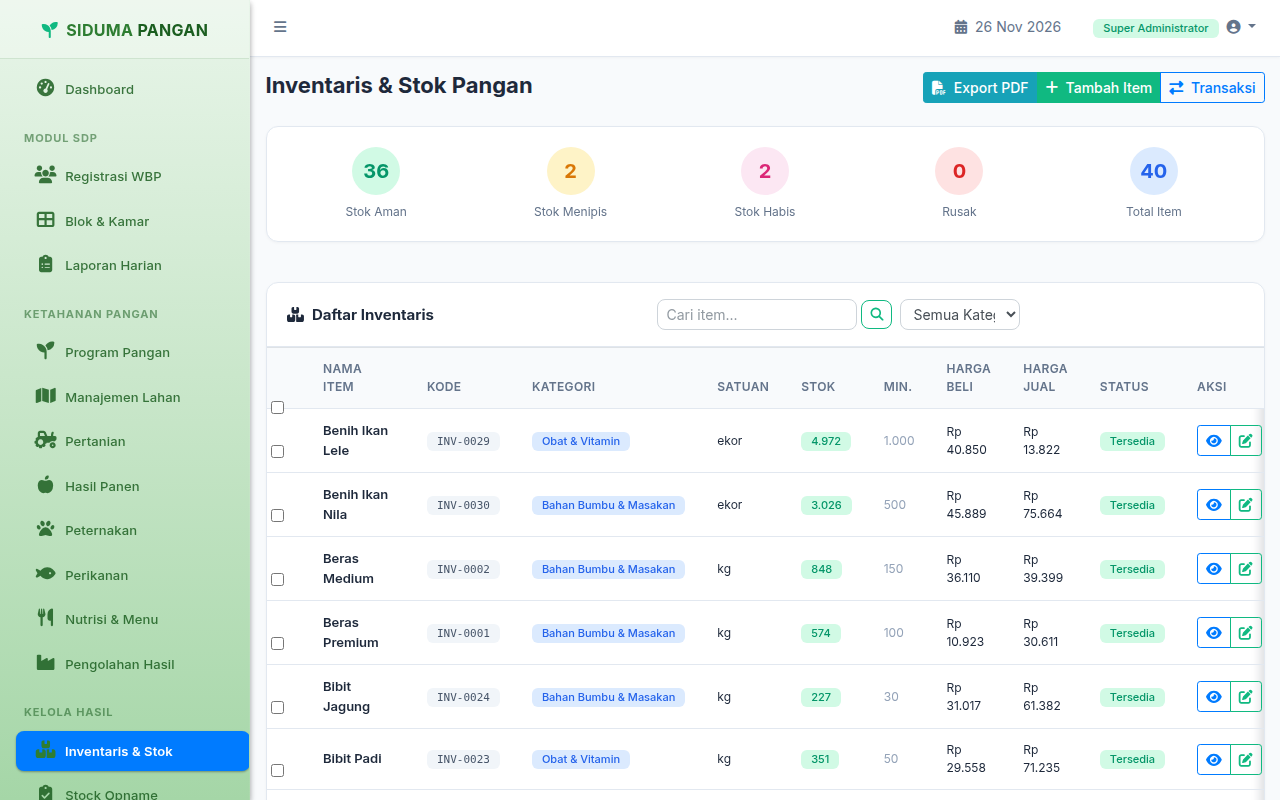 SIDUMA PANGAN
26 Nov 2026
Super Administrator
Dashboard
MODUL SDP
Registrasi WBP
Blok & Kamar
Laporan Harian
KETAHANAN PANGAN
Program Pangan
Manajemen Lahan
Pertanian
Hasil Panen
Peternakan
Perikanan
Nutrisi & Menu
Pengolahan Hasil
KELOLA HASIL
Inventaris & Stok
Stock Opname
Inventaris & Stok Pangan
Export PDF
Tambah Item
Transaksi
36 2 2 0 40
Stok Aman Stok Menipis Stok Habis Rusak Total Item
Daftar Inventaris
Cari item...
Semua Kateg
NAMA ITEM KODE KATEGORI SATUAN STOK MIN. HARGA BELI HARGA JUAL STATUS AKSI
Benih Ikan Lele INV-0029 Obat & Vitamin ekor 4.972 1.000 Rp 40.850 Rp 13.822 Tersedia
Benih Ikan Nila INV-0030 Bahan Bumbu & Masakan ekor 3.026 500 Rp 45.889 Rp 75.664 Tersedia
Beras Medium INV-0002 Bahan Bumbu & Masakan kg 848 150 Rp 36.110 Rp 39.399 Tersedia
Beras Premium INV-0001 Bahan Bumbu & Masakan kg 574 100 Rp 10.923 Rp 30.611 Tersedia
Bibit Jagung INV-0024 Bahan Bumbu & Masakan kg 227 30 Rp 31.017 Rp 61.382 Tersedia
Bibit Padi INV-0023 Obat & Vitamin kg 351 50 Rp 29.558 Rp 71.235 Tersedia